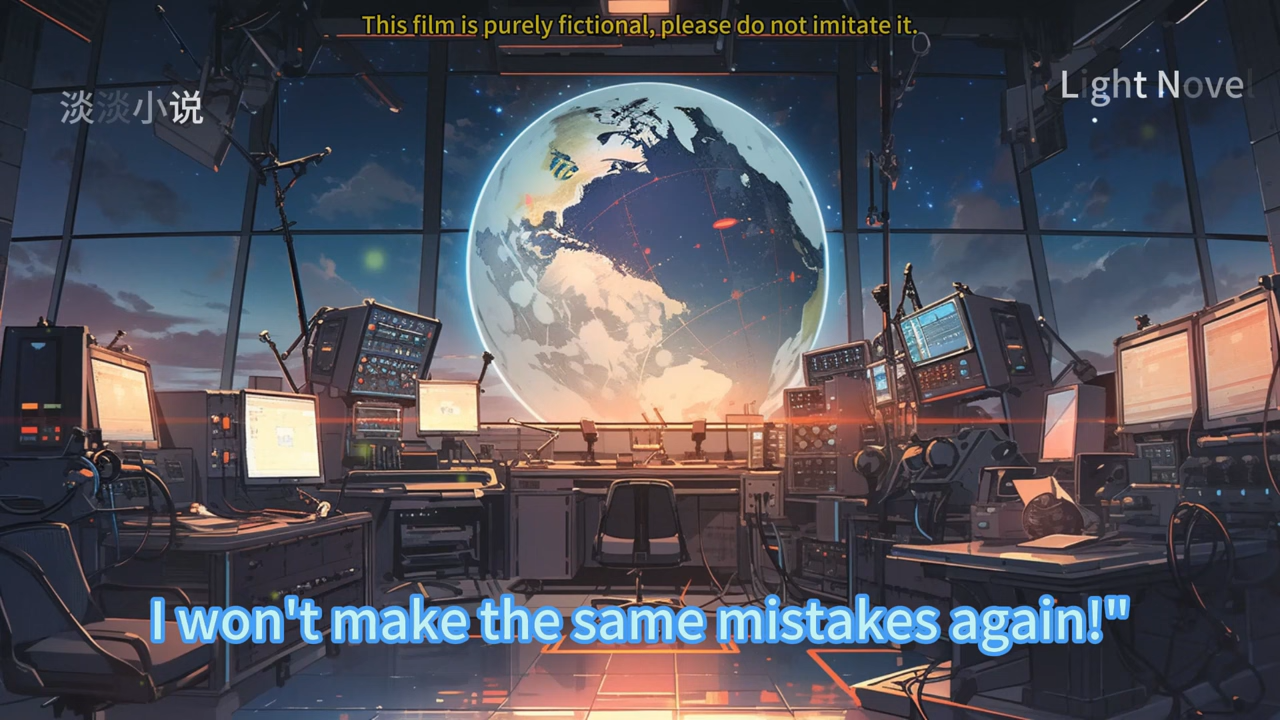 This film is purely fictional, please do not imitate it.
淡淡小说
Light Novel
I won't make the same mistakes again!"